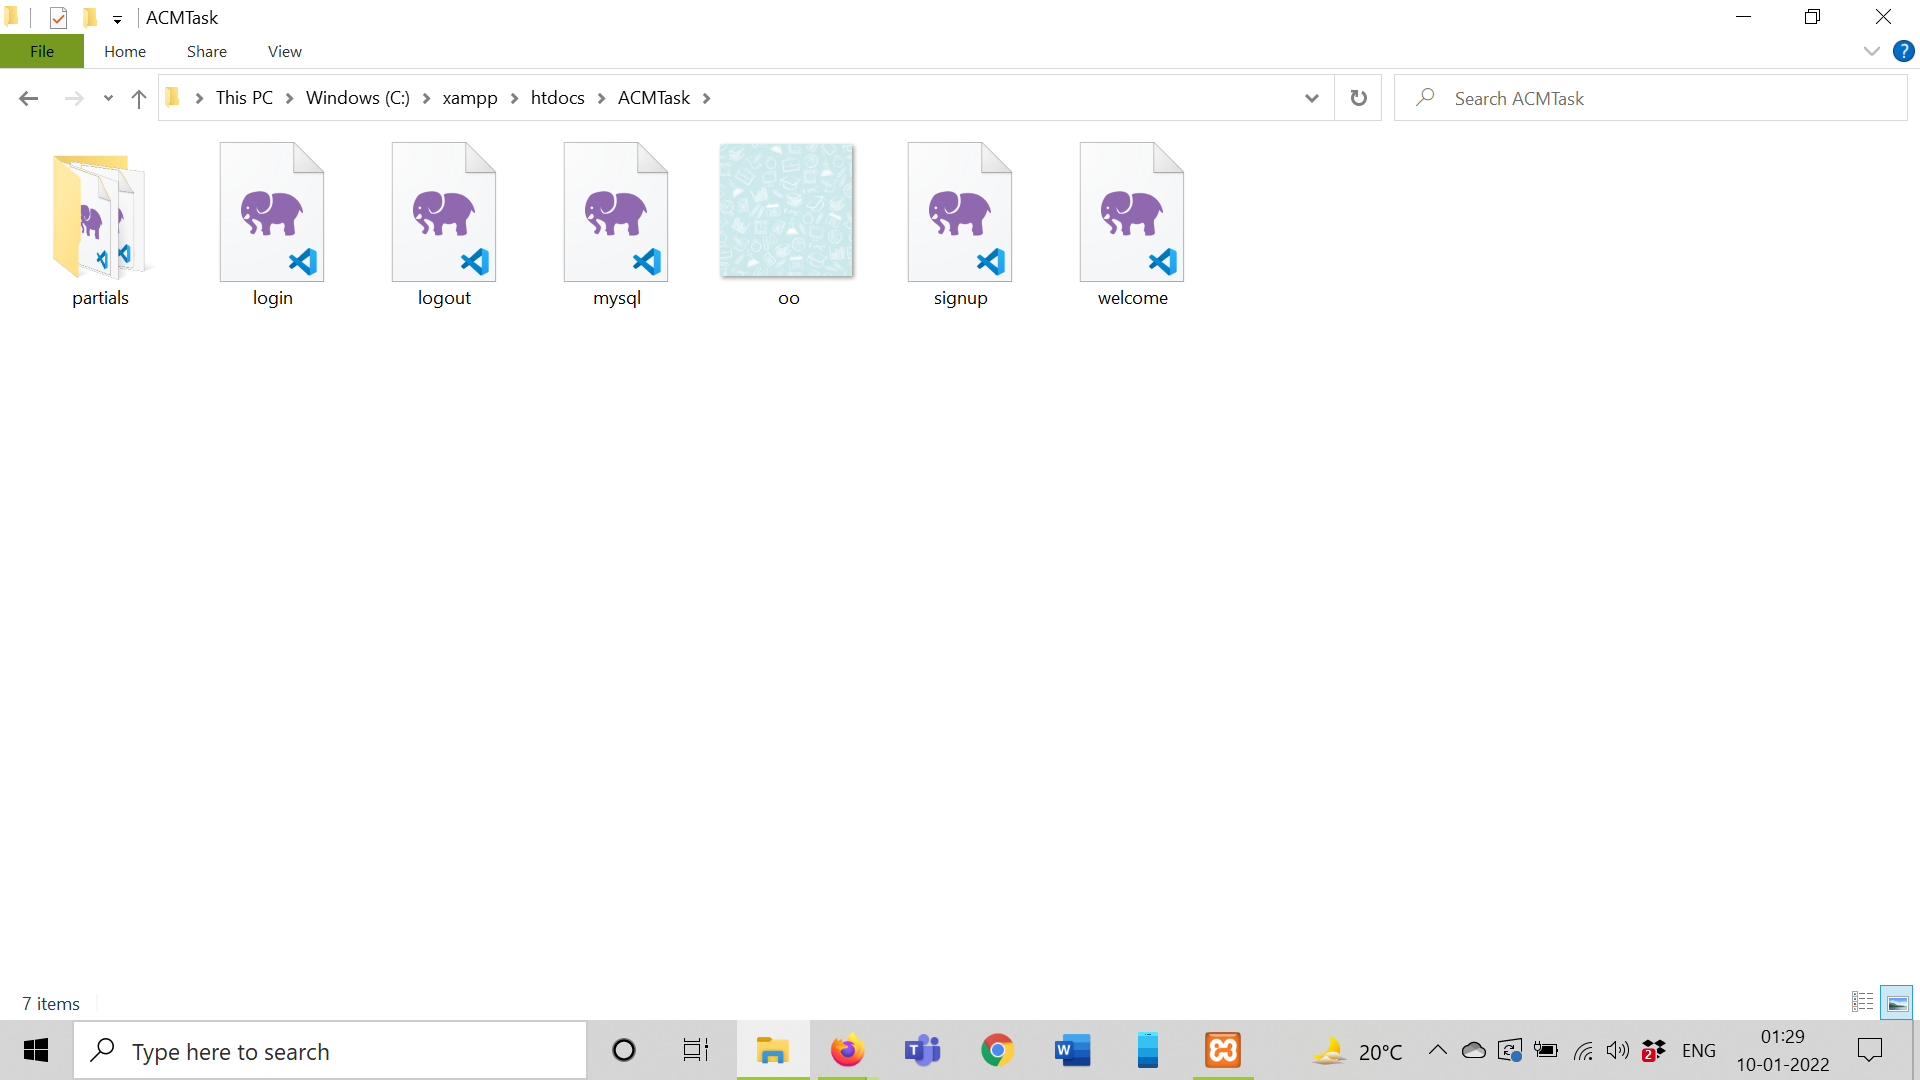 ACMTask
File Home Share View
This PC Windows (C:) xampp htdocs ACMTask
Search ACMTask
partials login logout mysql oo signup welcome
7 items
Type here to search
T
W
2
20°C
ENG
01:29
10-01-2022